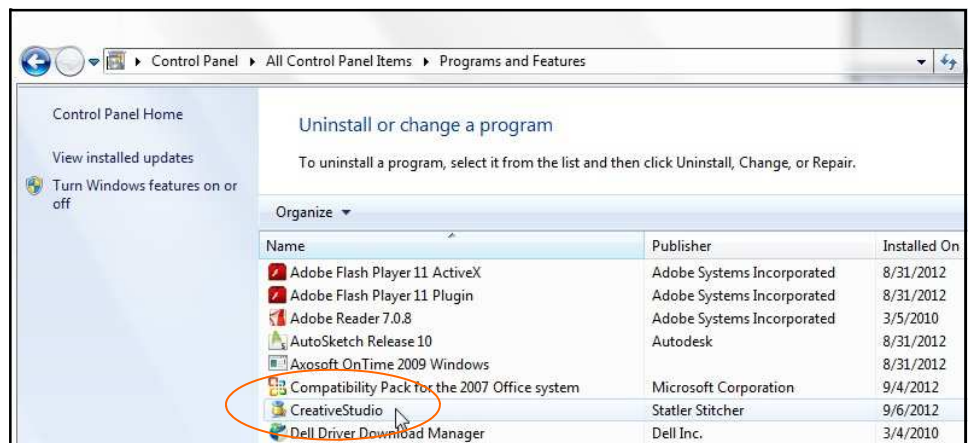 Control Panel ▸ All Control Panel Items ▸ Programs and Features
Control Panel Home
View installed updates
Turn Windows features on or
off
Uninstall or change a program
To uninstall a program, select it from the list and then click Uninstall, Change, or Repair.
Organize
Name Publisher Installed On
Adobe Flash Player 11 ActiveX Adobe Systems Incorporated 8/31/2012
Adobe Flash Player 11 Plugin Adobe Systems Incorporated 8/31/2012
Adobe Reader 7.0.8 Adobe Systems Incorporated 3/5/2010
AutoSketch Release 10 Autodesk 8/31/2012
Axosoft OnTime 2009 Windows 8/31/2012
Compatibility Pack for the 2007 Office system Microsoft Corporation 9/4/2012
CreativeStudio Statler Stitcher 9/6/2012
Dell Driver Download Manager Dell Inc. 3/4/2010